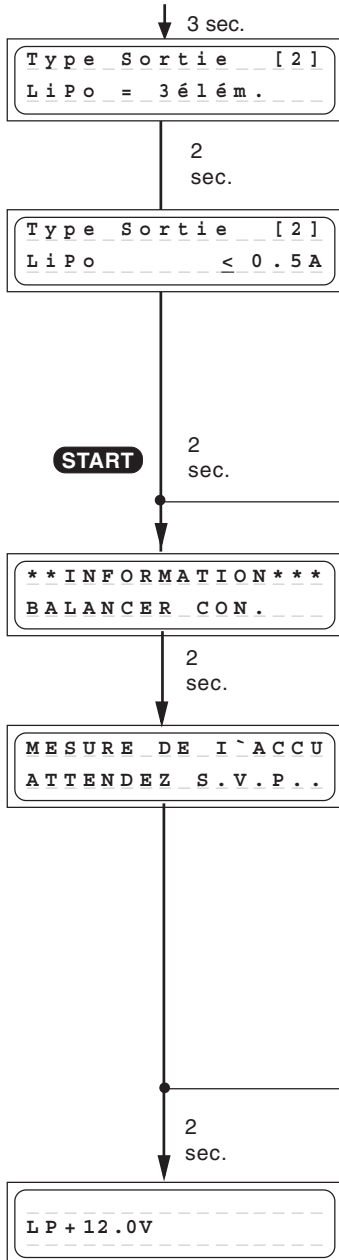 3 sec.
Type Sortie [2]
LiPo = 3élém.
2
sec.
Type Sortie [2]
LiPo ≤ 0.5A
START
2
sec.
**INFORMATION***
BALANCER CON.
2
sec.
MESURE DE I`ACCU
ATTENDEZ S.V.P..
2
sec.
LP+12.0V